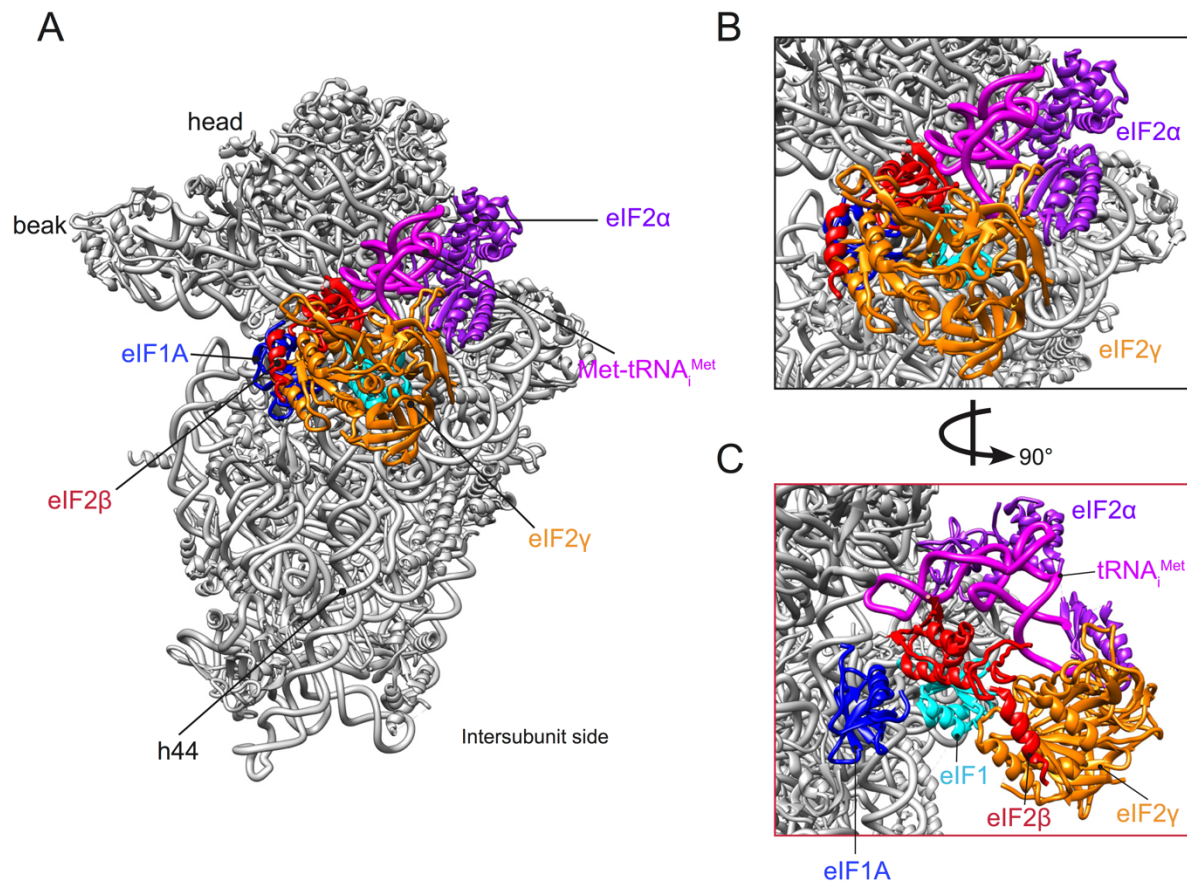 A
head
beak
eIF2α
eIF1A
Met-tRNAiMet
eIF2β
eIF2γ
h44
Intersubunit side
B
eIF2α
eIF2γ
90°
C
eIF2α
tRNAiMet
eIF1
eIF2β
eIF2γ
eIF1A